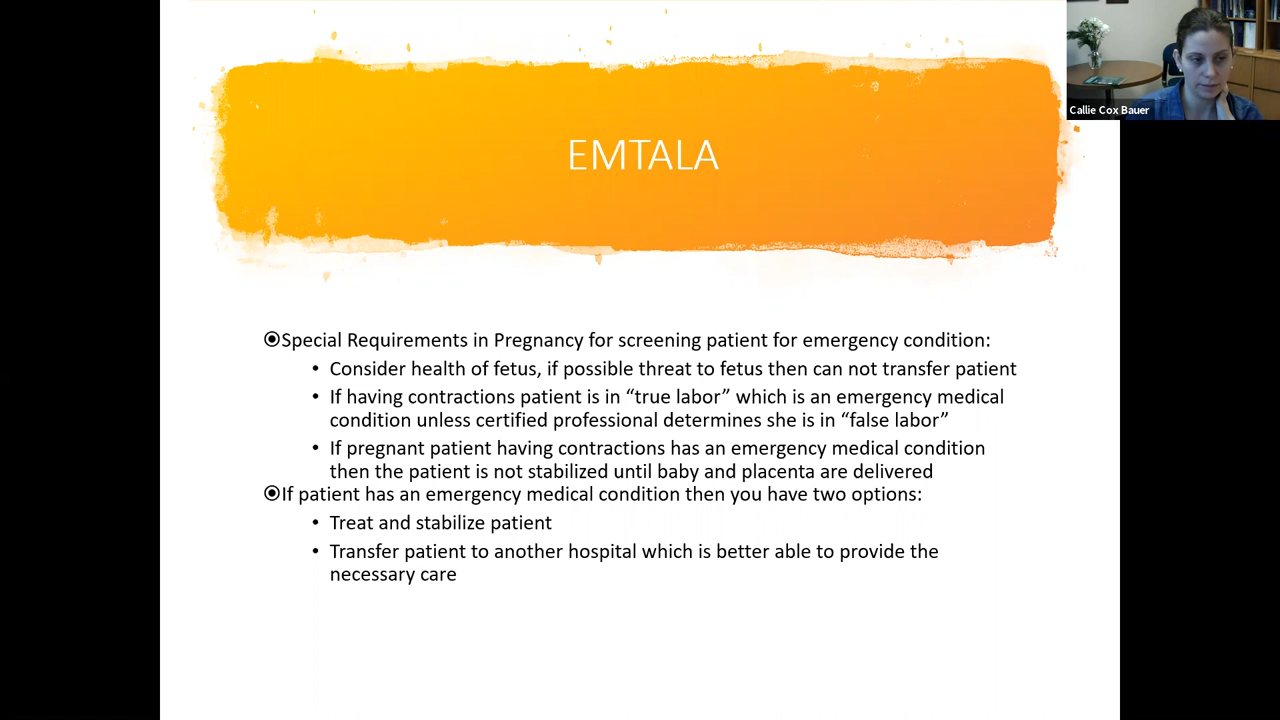 Callie Cox Bauer
EMTALA
Special Requirements in Pregnancy for screening patient for emergency condition:
• Consider health of fetus, if possible threat to fetus then can not transfer patient
• If having contractions patient is in “true labor” which is an emergency medical
condition unless certified professional determines she is in “false labor”
• If pregnant patient having contractions has an emergency medical condition
then the patient is not stabilized until baby and placenta are delivered
If patient has an emergency medical condition then you have two options:
• Treat and stabilize patient
• Transfer patient to another hospital which is better able to provide the
necessary care